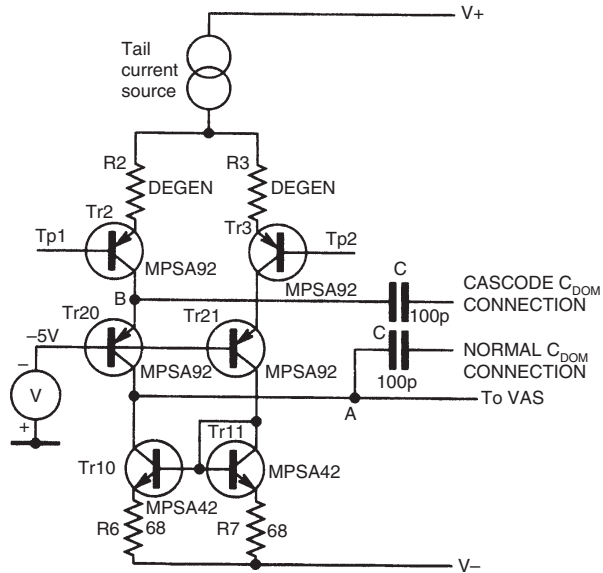 V+
Tail
current
source
R2
R3
DEGEN
DEGEN
Tr2
Tr3
Tp1
Tp2
MPSA92
MPSA92
B
C
100p
CASCODE C_DOM
CONNECTION
Tr20
Tr21
–5V
C
100p
NORMAL C_DOM
CONNECTION
MPSA92
MPSA92
–
V
+
A
To VAS
Tr10
Tr11
MPSA42
MPSA42
R6
68
R7
68
V–